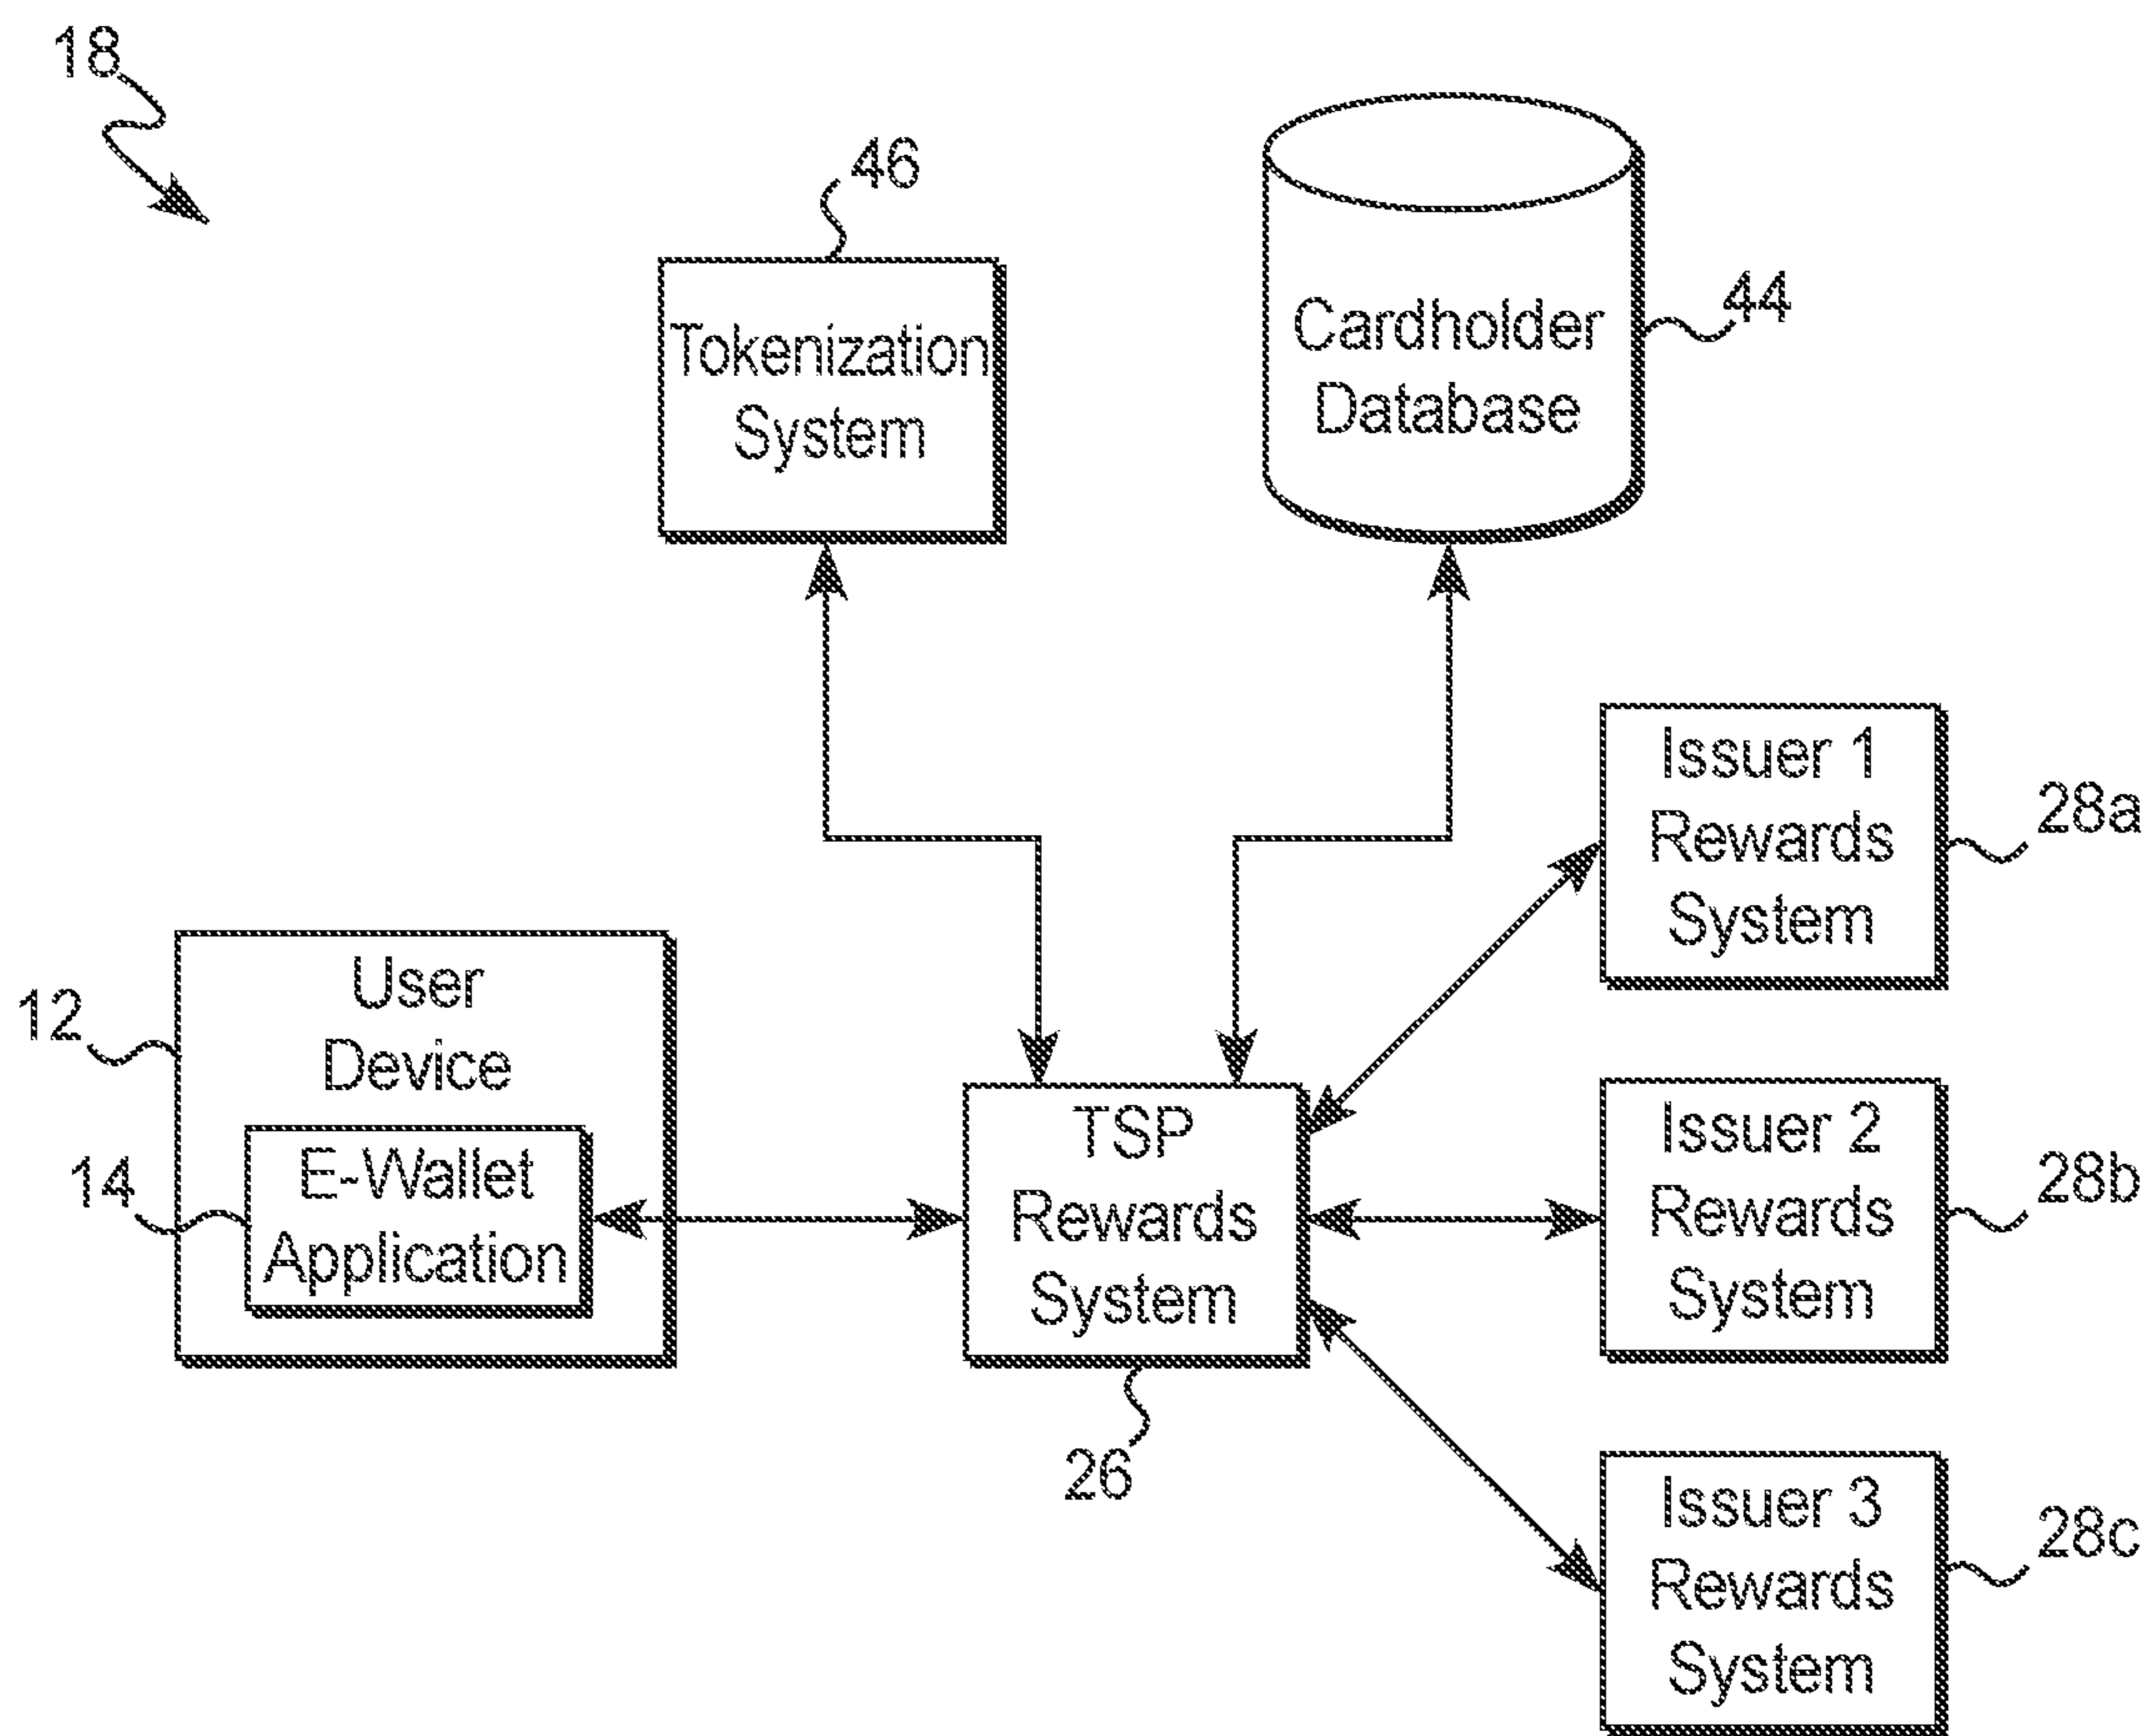 18
46
Tokenization
System
Cardholder
Database
44
Issuer 1
Rewards
System
28a
User
Device
12
E-Wallet
Application
14
TSP
Rewards
System
26
Issuer 2
Rewards
System
28b
Issuer 3
Rewards
System
28c